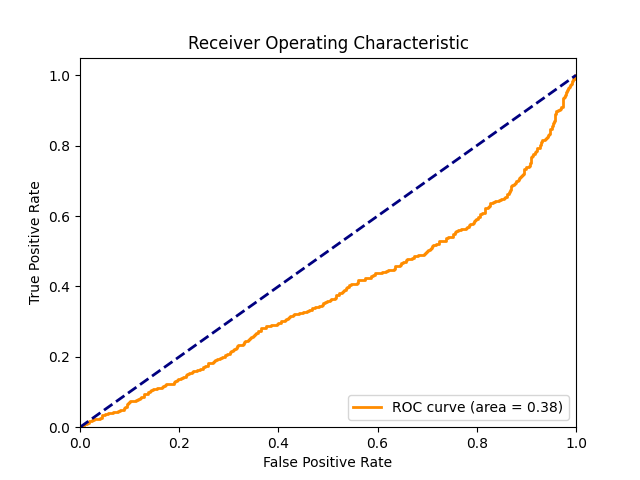 Receiver Operating Characteristic
True Positive Rate
1.0
0.8
0.6
0.4
0.2
0.0
ROC curve (area = 0.38)
0.0 0.2 0.4 0.6 0.8 1.0
False Positive Rate